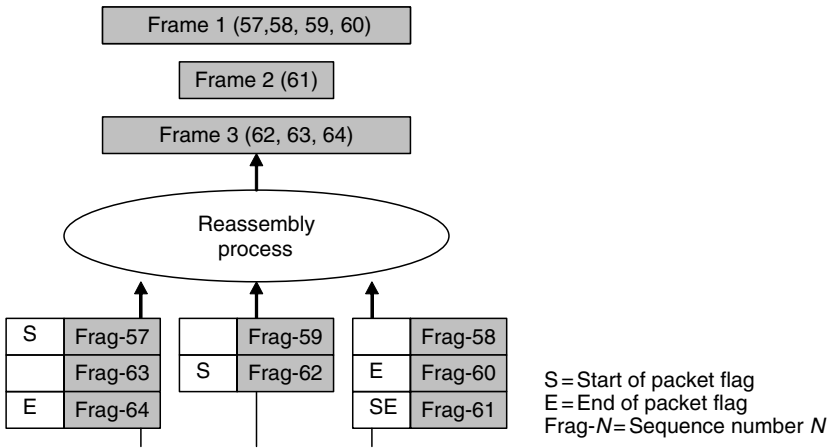 Frame 1 (57,58, 59, 60)
Frame 2 (61)
Frame 3 (62, 63, 64)
Reassembly
process
S Frag-57
Frag-63
E Frag-64
Frag-59
S Frag-62
Frag-58
E Frag-60
SE Frag-61
S=Start of packet flag
E=End of packet flag
Frag-N=Sequence number N